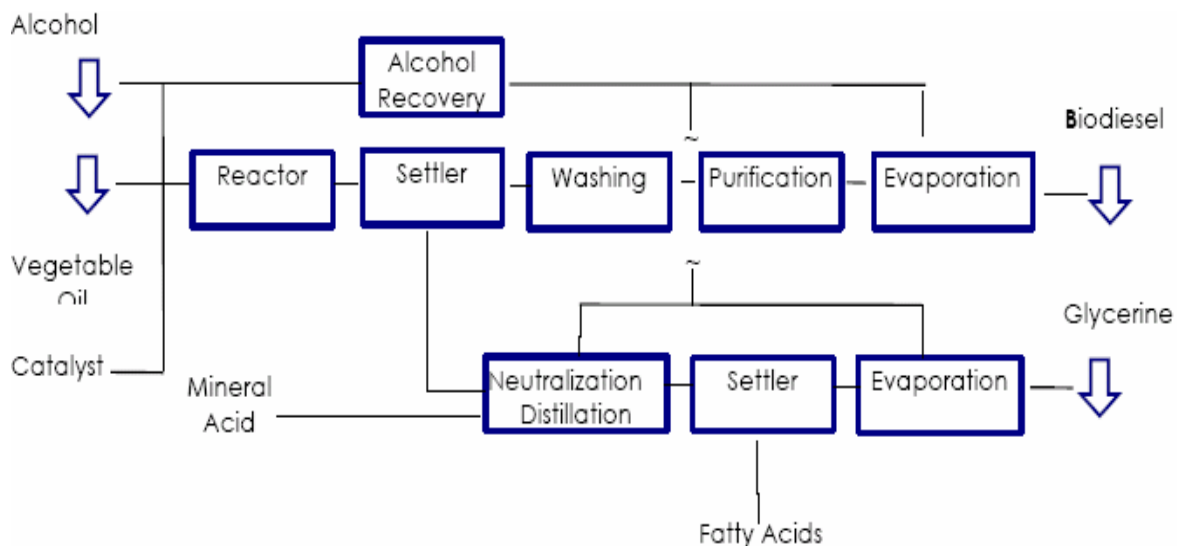 Alcohol
Alcohol
Recovery
Biodiesel
~
Reactor
Settler
Washing
Purification
Evaporation
Vegetable
Oil
~
Glycerine
Catalyst
Mineral
Acid
Neutralization
Distillation
Settler
Evaporation
Fatty Acids